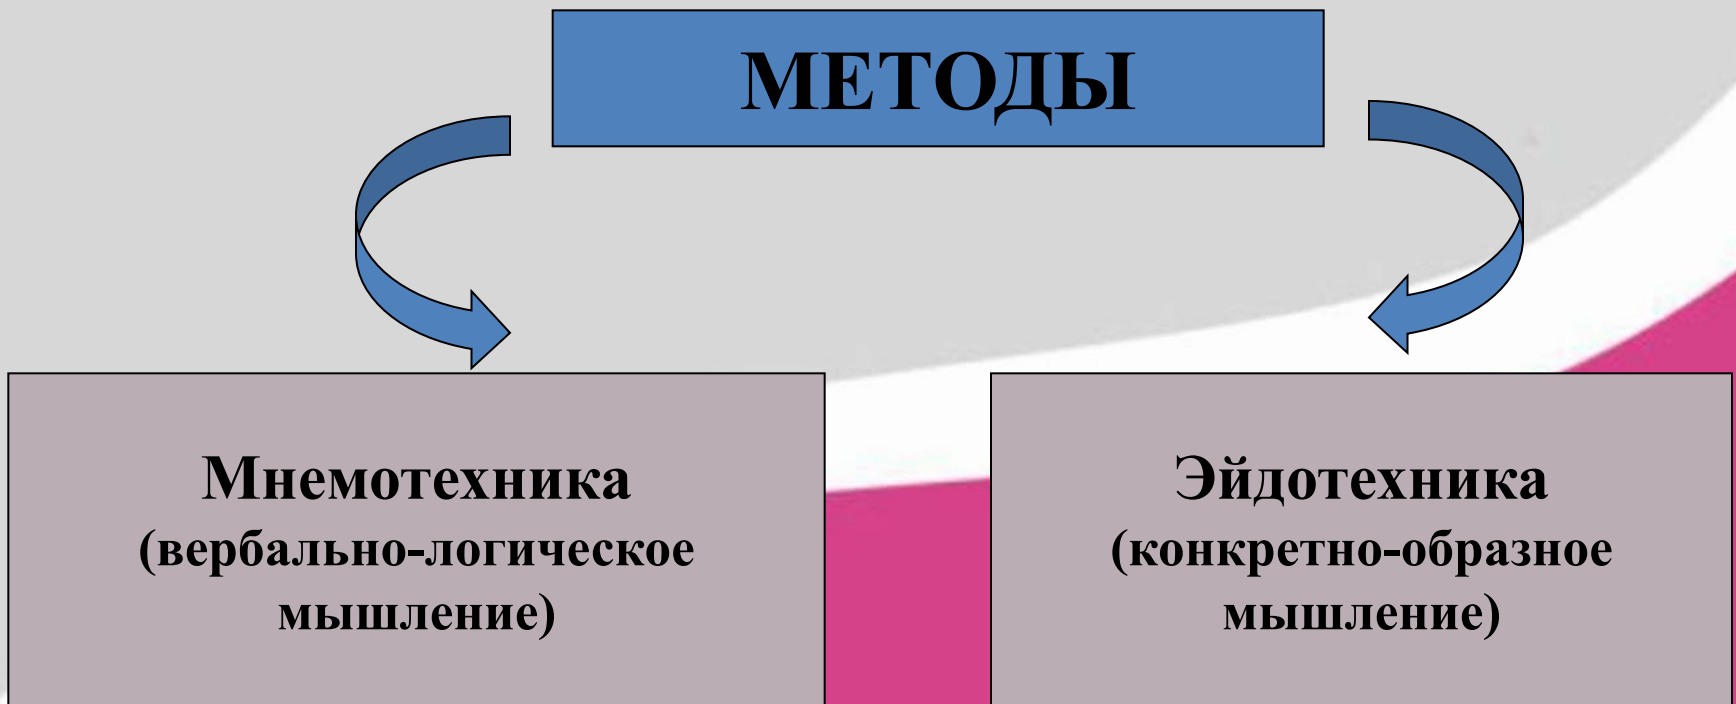 МЕТОДЫ
Мнемотехника
(вербально-логическое
мышление)
Эйдотехника
(конкретно-образное
мышление)